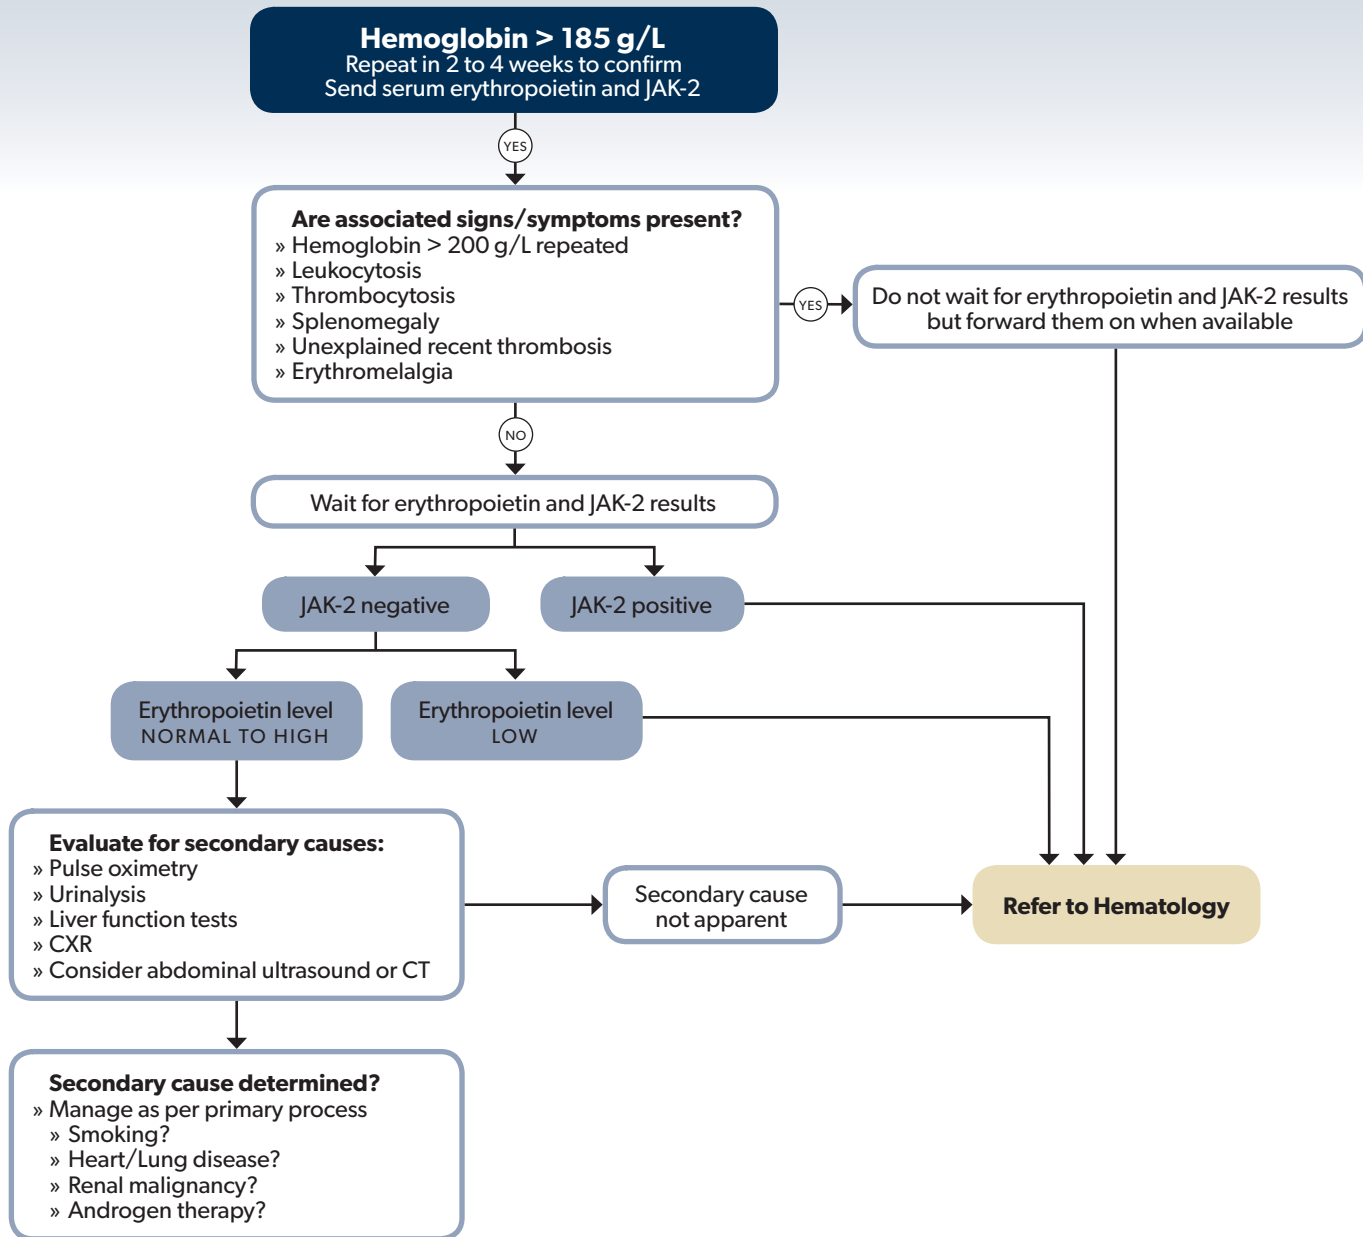 Hemoglobin > 185 g/L
Repeat in 2 to 4 weeks to confirm
Send serum erythropoietin and JAK-2
YES
Are associated signs/symptoms present?
» Hemoglobin > 200 g/L repeated
» Leukocytosis
» Thrombocytosis
» Splenomegaly
» Unexplained recent thrombosis
» Erythromelalgia
YES
Do not wait for erythropoietin and JAK-2 results
but forward them on when available
NO
Wait for erythropoietin and JAK-2 results
JAK-2 negative
JAK-2 positive
Erythropoietin level
NORMAL TO HIGH
Erythropoietin level
LOW
Evaluate for secondary causes:
» Pulse oximetry
» Urinalysis
» Liver function tests
» CXR
» Consider abdominal ultrasound or CT
Secondary cause
not apparent
Refer to Hematology
Secondary cause determined?
» Manage as per primary process
» Smoking?
» Heart/Lung disease?
» Renal malignancy?
» Androgen therapy?